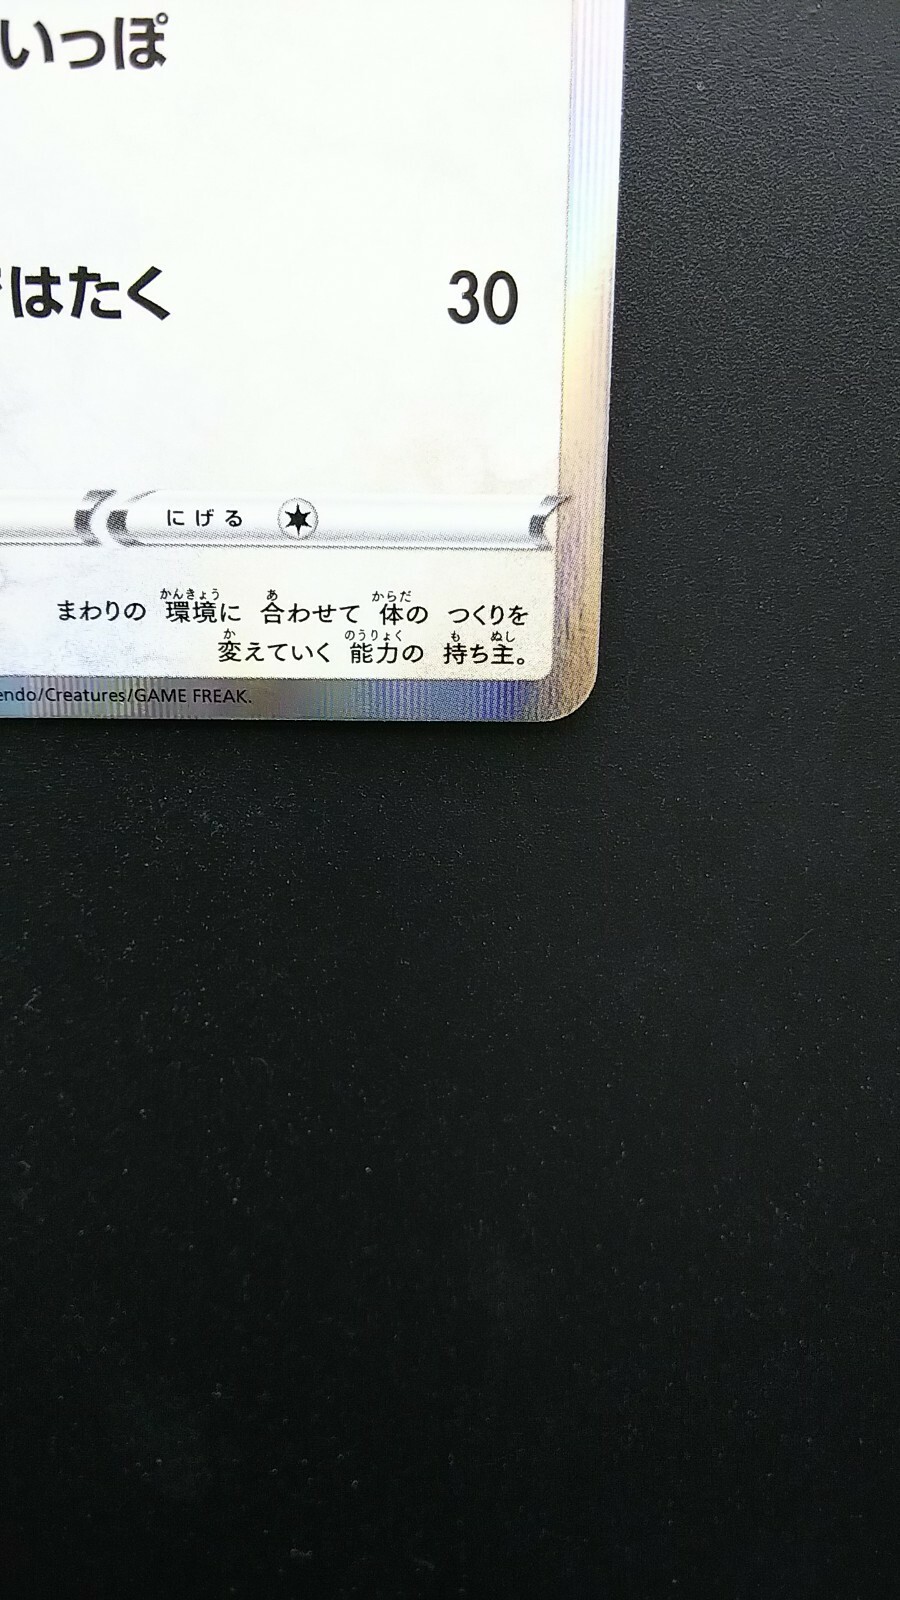 いっぽ
はたく 30
にげる
まわりの 環境に 合わせて 体の つくりを
かんきょう あ からだ
変えていく 能力の 持ち主。
か のうりょく も ぬし
endo/Creatures/GAME FREAK.